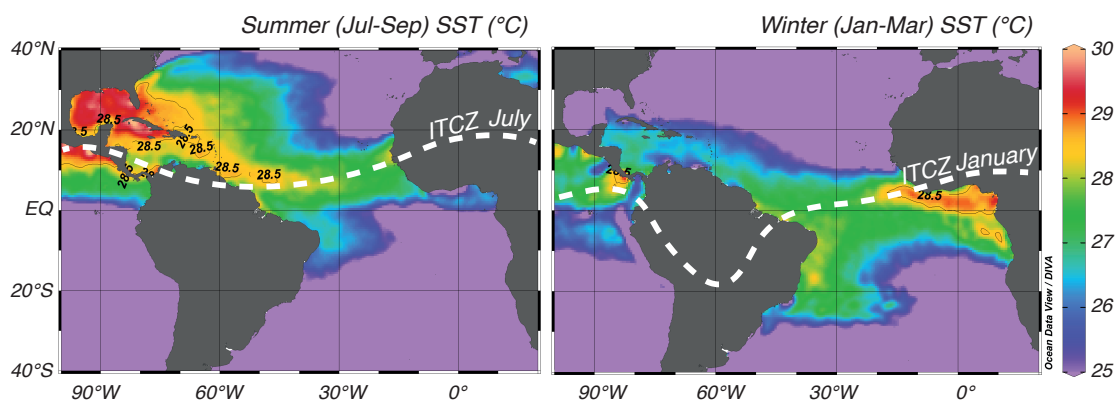 Summer (Jul-Sep) SST (°C)
Winter (Jan-Mar) SST (°C)
40°N
20°N
EQ
20°S
40°S
28.5
28.5
28.5
28.5
28.5
28.5
28.5
ITCZ July
90°W
60°W
30°W
0°
28.5
ITCZ January
28.5
90°W
60°W
30°W
0°
Ocean Data View / DIVA
30
29
28
27
26
25